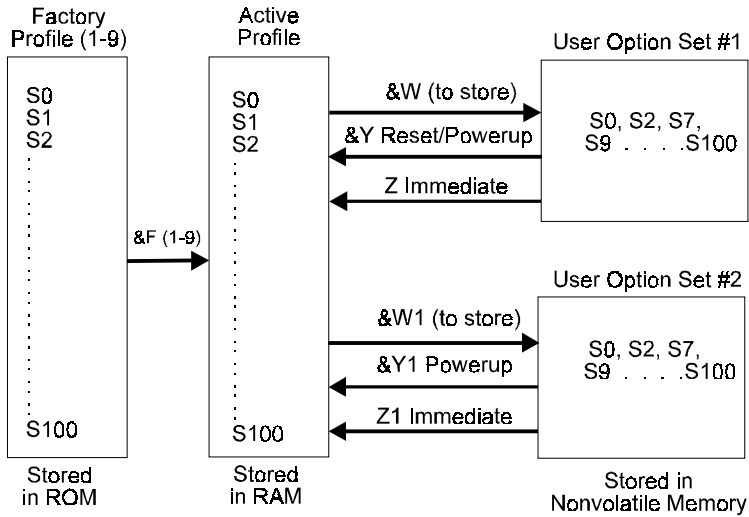 Factory
Profile (1-9)
S0
S1
S2
S100
Stored
in ROM
&F (1-9)
Active
Profile
S0
S1
S2
S100
Stored
in RAM
&W (to store)
&Y Reset/Powerup
Z Immediate
&W1 (to store)
&Y1 Powerup
Z1 Immediate
User Option Set #1
S0, S2, S7,
S9 . . . .S100
User Option Set #2
S0, S2, S7,
S9 . . . .S100
Stored in
Nonvolatile Memory